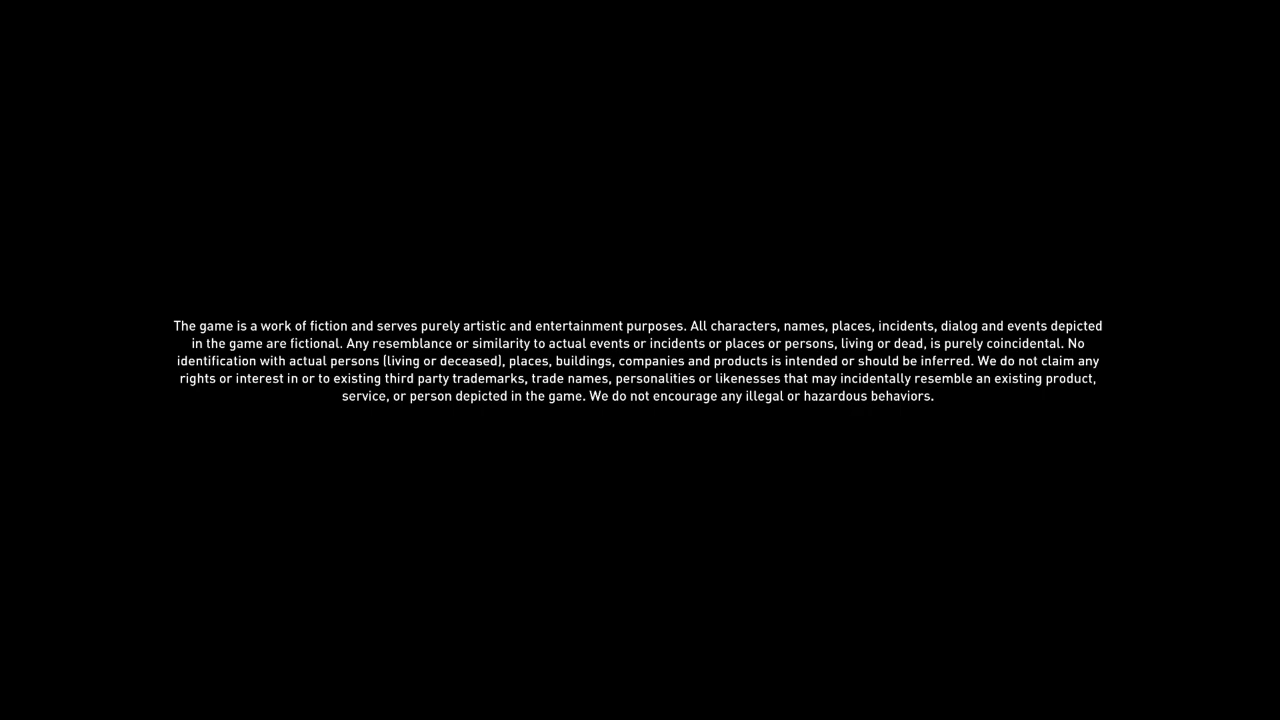 The game is a work of fiction and serves purely artistic and entertainment purposes. All characters, names, places, incidents, dialog and events depicted
in the game are fictional. Any resemblance or similarity to actual events or incidents or places or persons, living or dead, is purely coincidental. No
identification with actual persons (living or deceased), places, buildings, companies and products is intended or should be inferred. We do not claim any
rights or interest in or to existing third party trademarks, trade names, personalities or likenesses that may incidentally resemble an existing product,
service, or person depicted in the game. We do not encourage any illegal or hazardous behaviors.